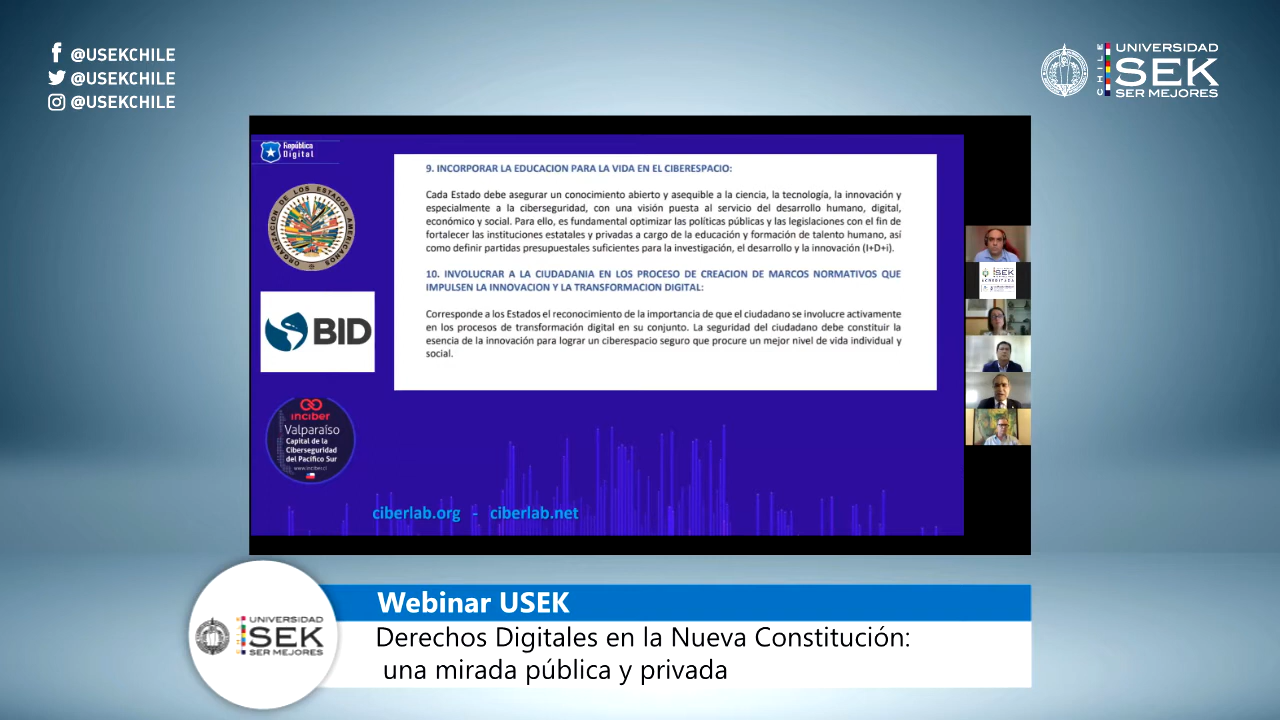 @USEKCHILE
@USEKCHILE
@USEKCHILE
CHILE
UNIVERSIDAD
SEK
SER MEJORES
República
Digital
ORGANIZACION DE LOS ESTADOS AMERICANOS
BID
inciber
Valparaíso
Capital de la
Ciberseguridad
del Pacífico Sur
www.inciber.cl
9. INCORPORAR LA EDUCACION PARA LA VIDA EN EL CIBERESPACIO:
Cada Estado debe asegurar un conocimiento abierto y asequible a la ciencia, la tecnología, la innovación y
especialmente a la ciberseguridad, con una visión puesta al servicio del desarrollo humano, digital,
económico y social. Para ello, es fundamental optimizar las políticas públicas y las legislaciones con el fin de
fortalecer las instituciones estatales y privadas a cargo de la educación y formación de talento humano, así
como definir partidas presupuestales suficientes para la investigación, el desarrollo y la innovación (I+D+i).
10. INVOLUCRAR A LA CIUDADANIA EN LOS PROCESO DE CREACION DE MARCOS NORMATIVOS QUE
IMPULSEN LA INNOVACION Y LA TRANSFORMACION DIGITAL:
Corresponde a los Estados el reconocimiento de la importancia de que el ciudadano se involucre activamente
en los procesos de transformación digital en su conjunto. La seguridad del ciudadano debe constituir la
esencia de la innovación para lograr un ciberespacio seguro que procure un mejor nivel de vida individual y
social.
ciberlab.org - ciberlab.net
SEK
ACREDITADA
UNIVERSIDAD
SEK
SER MEJORES
Webinar USEK
Derechos Digitales en la Nueva Constitución:
una mirada pública y privada